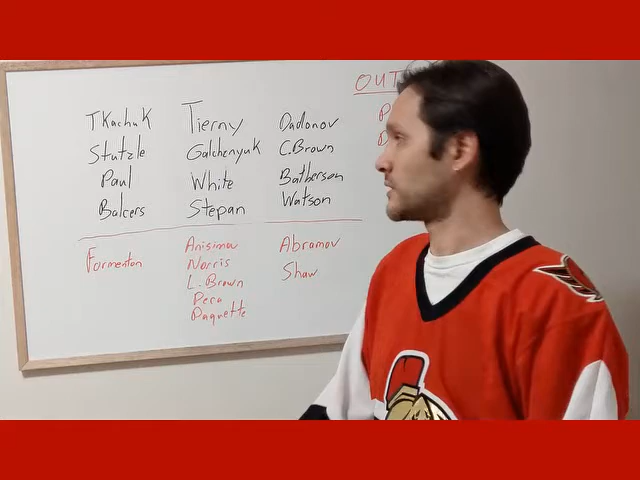 OUT
Tkachuk Tierny Dadonov
Stutzle Galchenyuk C.Brown
Paul White Batherson
Balcers Stepan Watson
Formenton Anisimov Abramov
Norris Shaw
L. Brown
Peca
Paquette